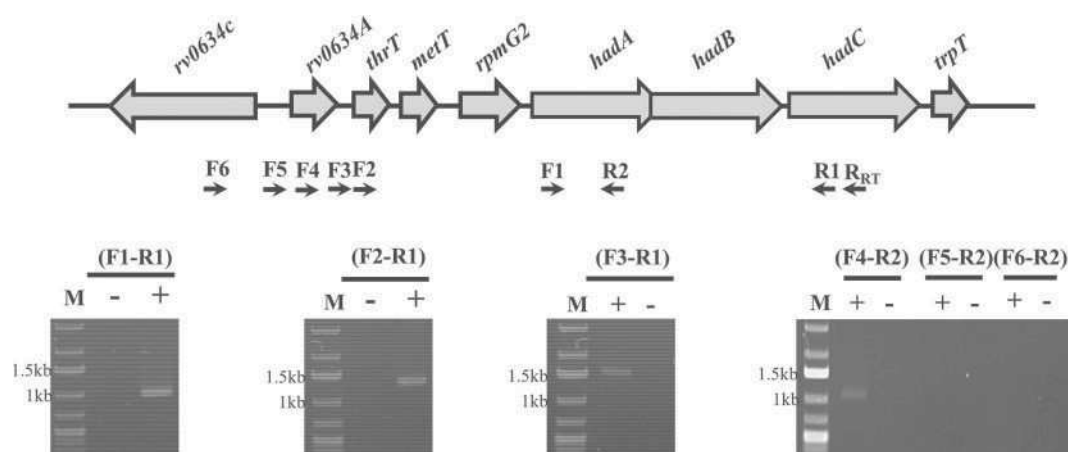 rv0634c rv0634A thrT metT rpmG2 hadA hadB hadC trpT
F6 F5 F4 F3 F2 F1 R2 R1 RRT
(F1-R1) (F2-R1) (F3-R1) (F4-R2) (F5-R2) (F6-R2)
M - + M - + M + - M + - + - + -
1.5kb 1.5kb 1.5kb 1.5kb
1kb 1kb 1kb 1kb